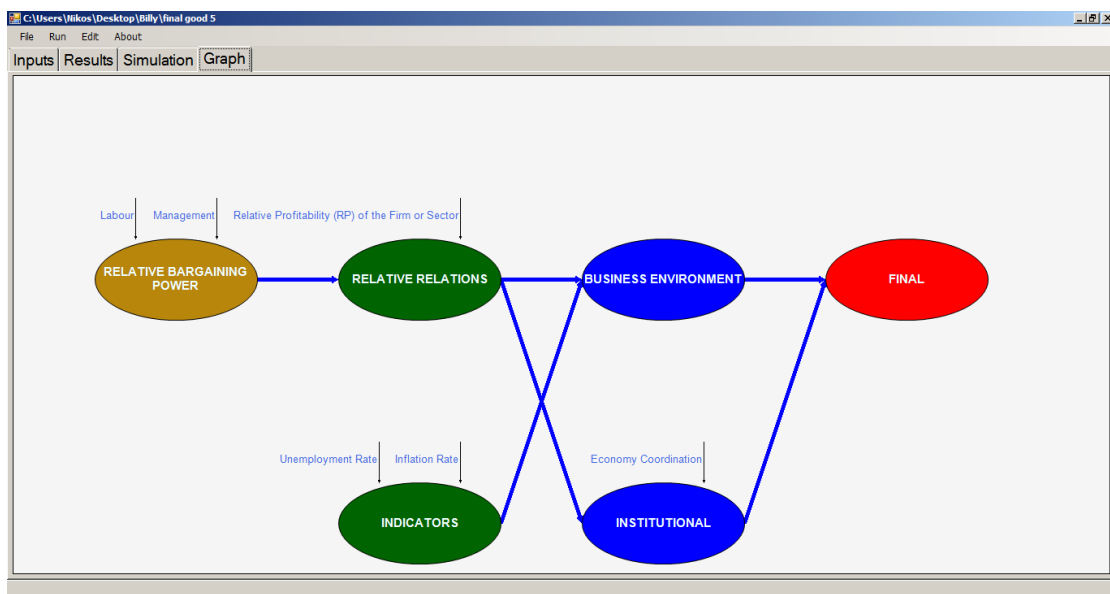 C:\Users\Nikos\Desktop\Billy\final good 5
File Run Edit About
Inputs Results Simulation Graph
Labour Management Relative Profitability (RP) of the Firm or Sector
RELATIVE BARGAINING
POWER
RELATIVE RELATIONS
BUSINESS ENVIRONMENT
FINAL
Unemployment Rate Inflation Rate Economy Coordination
INDICATORS
INSTITUTIONAL